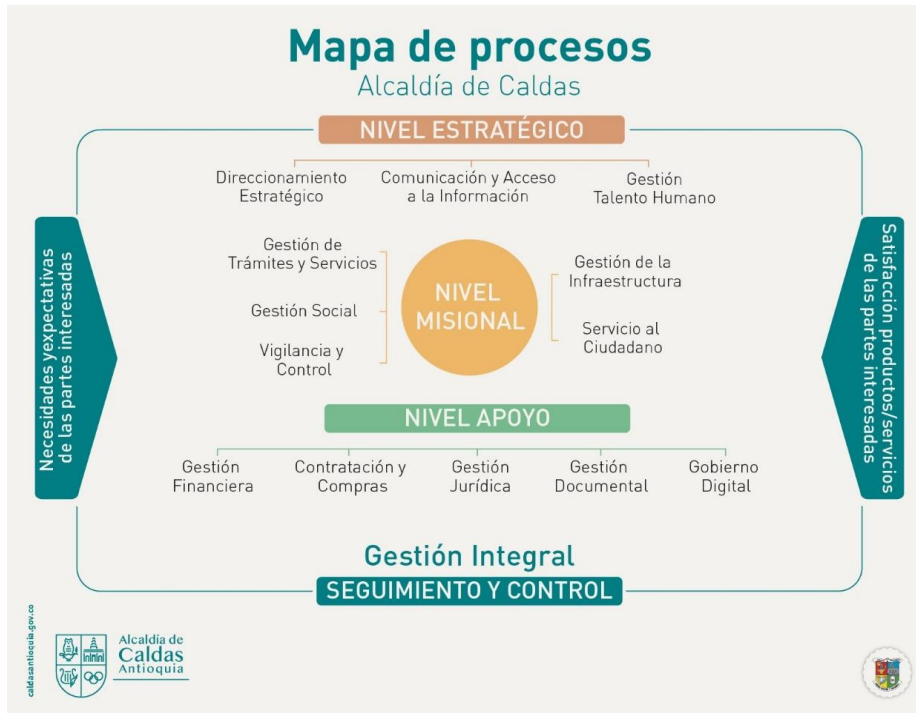 Mapa de procesos
Alcaldía de Caldas
NIVEL ESTRATÉGICO
Direccionamiento
Estratégico
Comunicación y Acceso
a la Información
Gestión
Talento Humano
Necesidades yexpectativas
de las partes interesadas
Gestión de
Trámites y Servicios
Gestión Social
Vigilancia y
Control
NIVEL
MISIONAL
Gestión de la
Infraestructura
Servicio al
Ciudadano
Satisfacción productos/servicios
de las partes interesadas
NIVEL APOYO
Gestión
Financiera
Contratación y
Compras
Gestión
Jurídica
Gestión
Documental
Gobierno
Digital
Gestión Integral
SEGUIMIENTO Y CONTROL
caldasantioquia.gov.co
Alcaldía de
Caldas
Antioquia